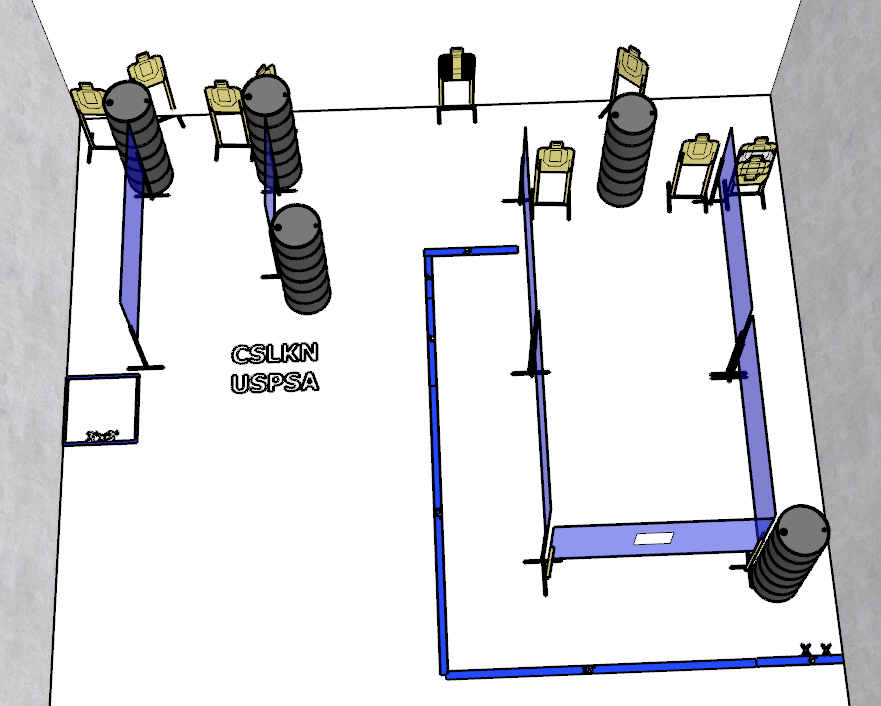 CSLKN
USPSA
X X